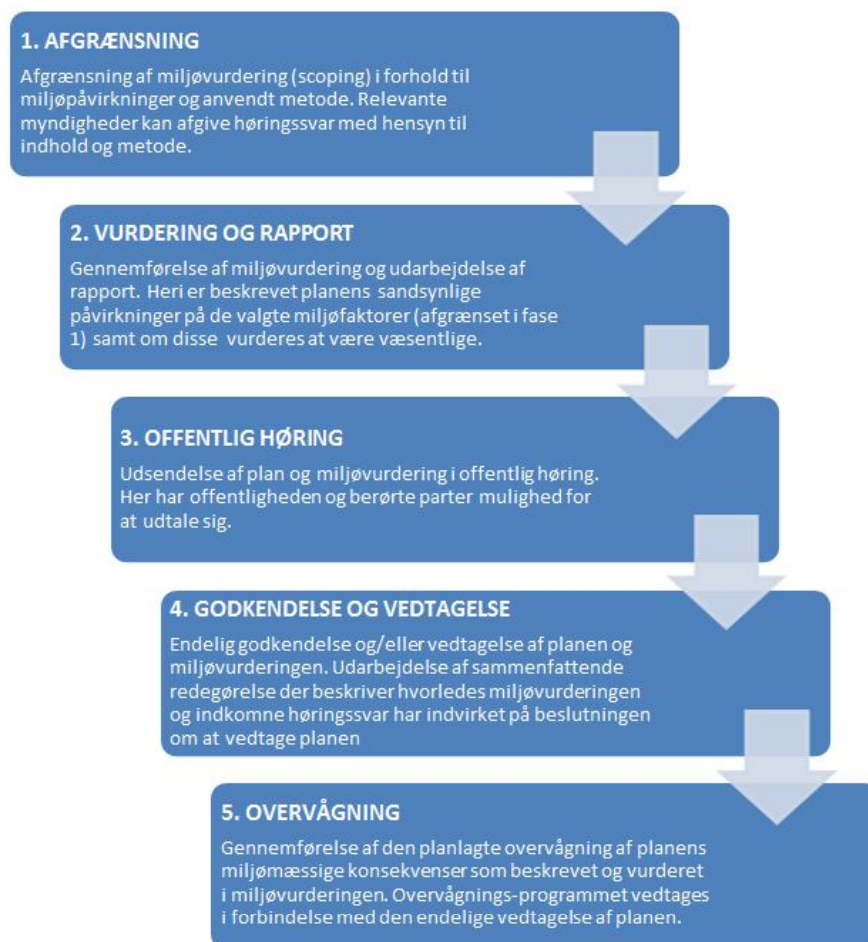 1. AFGRÆNSNING
Afgrænsning af miljøvurdering (scoping) i forhold til
miljøpåvirkninger og anvendt metode. Relevante
myndigheder kan afgive høringssvar med hensyn til
indhold og metode.
2. VURDERING OG RAPPORT
Gennemførelse af miljøvurdering og udarbejdelse af
rapport. Heri er beskrevet planens sandsynlige
påvirkninger på de valgte miljøfaktorer (afgrænset i fase
1) samt om disse vurderes at være væsentlige.
3. OFFENTLIG HØRING
Udsendelse af plan og miljøvurdering i offentlig høring.
Her har offentligheden og berørte parter mulighed for
at udtale sig.
4. GODKENDELSE OG VEDTAGELSE
Endelig godkendelse og/eller vedtagelse af planen og
miljøvurderingen. Udarbejdelse af sammenfattende
redegørelse der beskriver hvorledes miljøvurderingen
og indkomne høringssvar har indvirket på beslutningen
om at vedtage planen
5. OVERVÅGNING
Gennemførelse af den planlagte overvågning af planens
miljømæssige konsekvenser som beskrevet og vurderet
i miljøvurderingen. Overvågnings-programmet vedtages
i forbindelse med den endelige vedtagelse af planen.